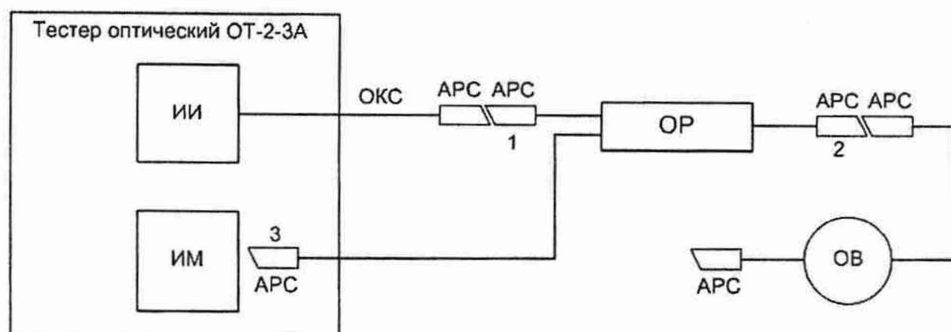 Тестер оптический ОТ-2-3А
ИИ
ОКС
АРС АРС
1
ОР
АРС АРС
2
ИМ
3
АРС
АРС
ОВ